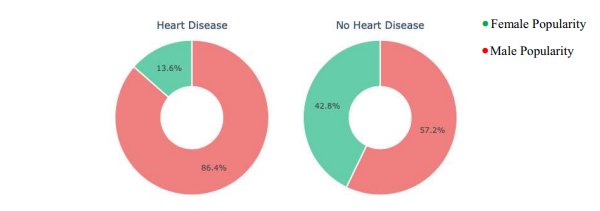 Heart Disease
No Heart Disease
Female Popularity
Male Popularity
13.6%
86.4%
42.8%
57.2%